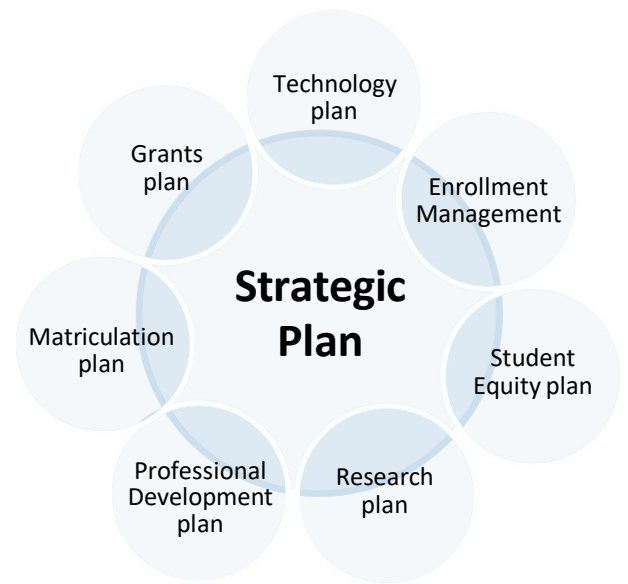 Technology
plan
Enrollment
Management
Student
Equity plan
Research
plan
Professional
Development
plan
Matriculation
plan
Grants
plan
Strategic
Plan